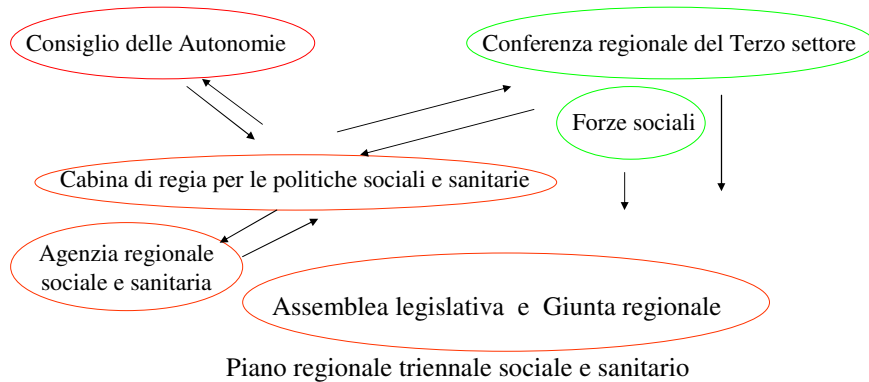 Consiglio delle Autonomie
Conferenza regionale del Terzo settore
Forze sociali
Cabina di regia per le politiche sociali e sanitarie
Agenzia regionale
sociale e sanitaria
Assemblea legislativa e Giunta regionale
Piano regionale triennale sociale e sanitario